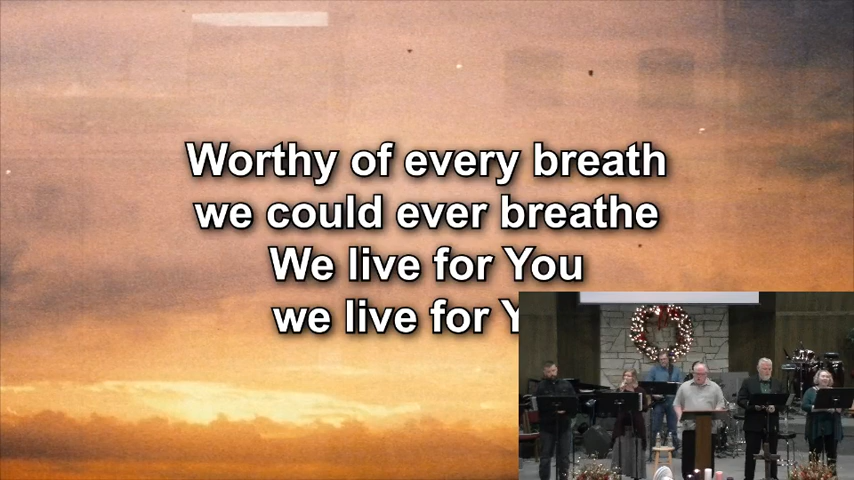 Worthy of every breath
we could ever breathe
We live for You
we live for Y